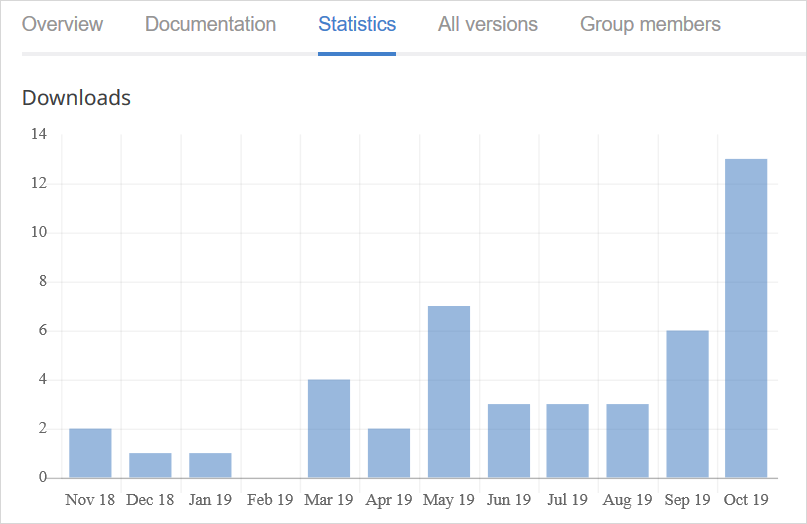 Overview Documentation Statistics All versions Group members
Downloads
14
12
10
8
6
4
2
0
Nov 18 Dec 18 Jan 19 Feb 19 Mar 19 Apr 19 May 19 Jun 19 Jul 19 Aug 19 Sep 19 Oct 19